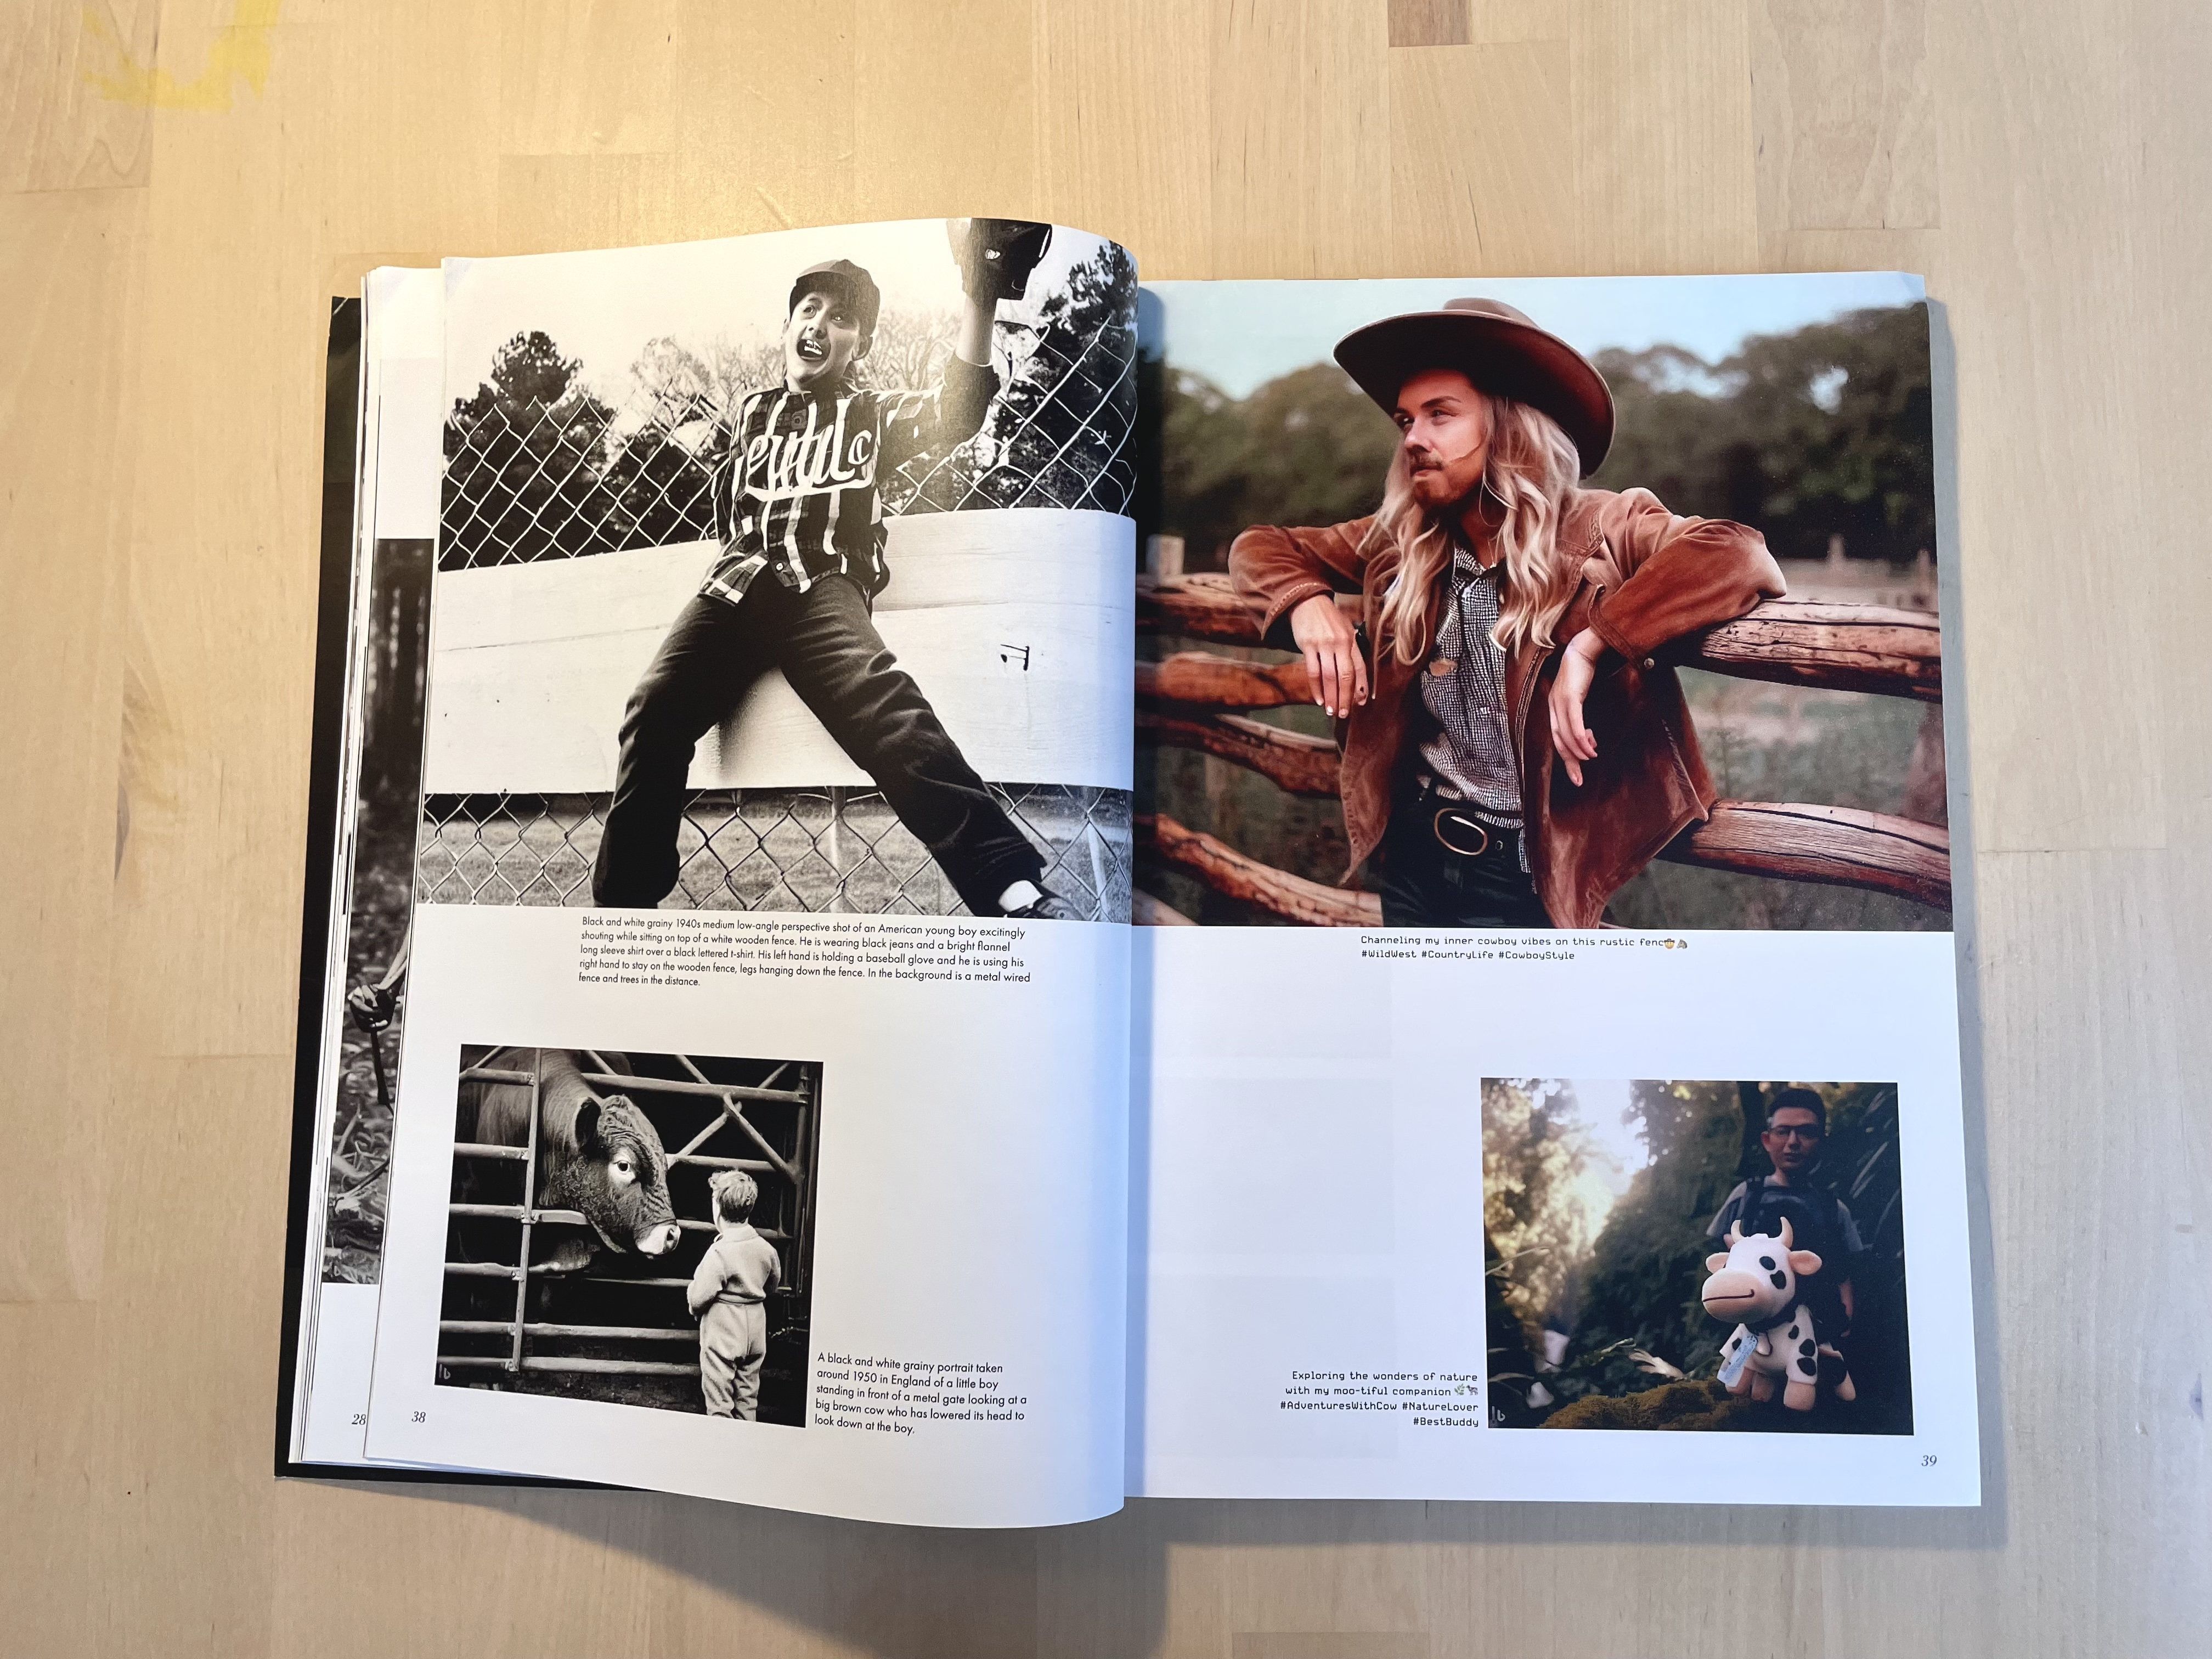 Black and white grainy 1940s medium low-angle perspective shot of an American young boy excitingly
shouting while sitting on top of a white wooden fence. He is wearing black jeans and a bright flannel
long sleeve shirt over a black lettered t-shirt. His left hand is holding a baseball glove and he is using his
right hand to stay on the wooden fence, legs hanging down the fence. In the background is a metal wired
fence and trees in the distance.
A black and white grainy portrait taken
around 1950 in England of a little boy
standing in front of a metal gate looking at a
big brown cow who has lowered its head to
look down at the boy.
lb
28
38
Channeling my inner cowboy vibes on this rustic fenc🤠🐴
#WildWest #CountryLife #CowboyStyle
Exploring the wonders of nature
with my moo-tiful companion 🌿🐄
#AdventuresWithCow #NatureLover
#BestBuddy
lb
39